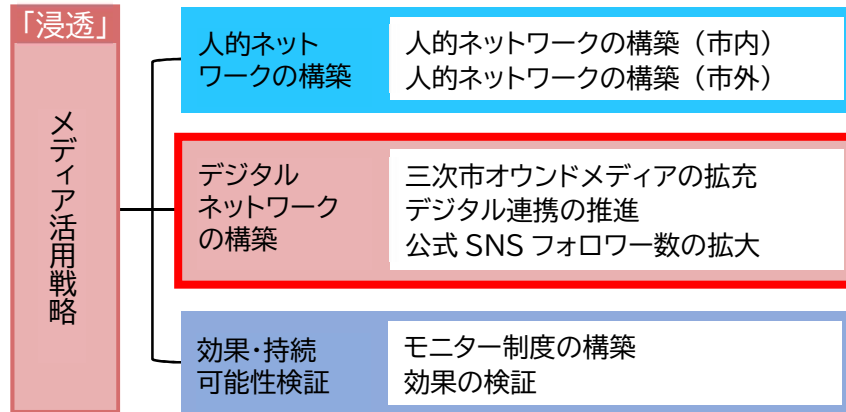 「浸透」
メディア活用戦略
人的ネット
ワークの構築
人的ネットワークの構築（市内）
人的ネットワークの構築（市外）
デジタル
ネットワーク
の構築
三次市オウンドメディアの拡充
デジタル連携の推進
公式 SNS フォロワー数の拡大
効果・持続
可能性検証
モニター制度の構築
効果の検証